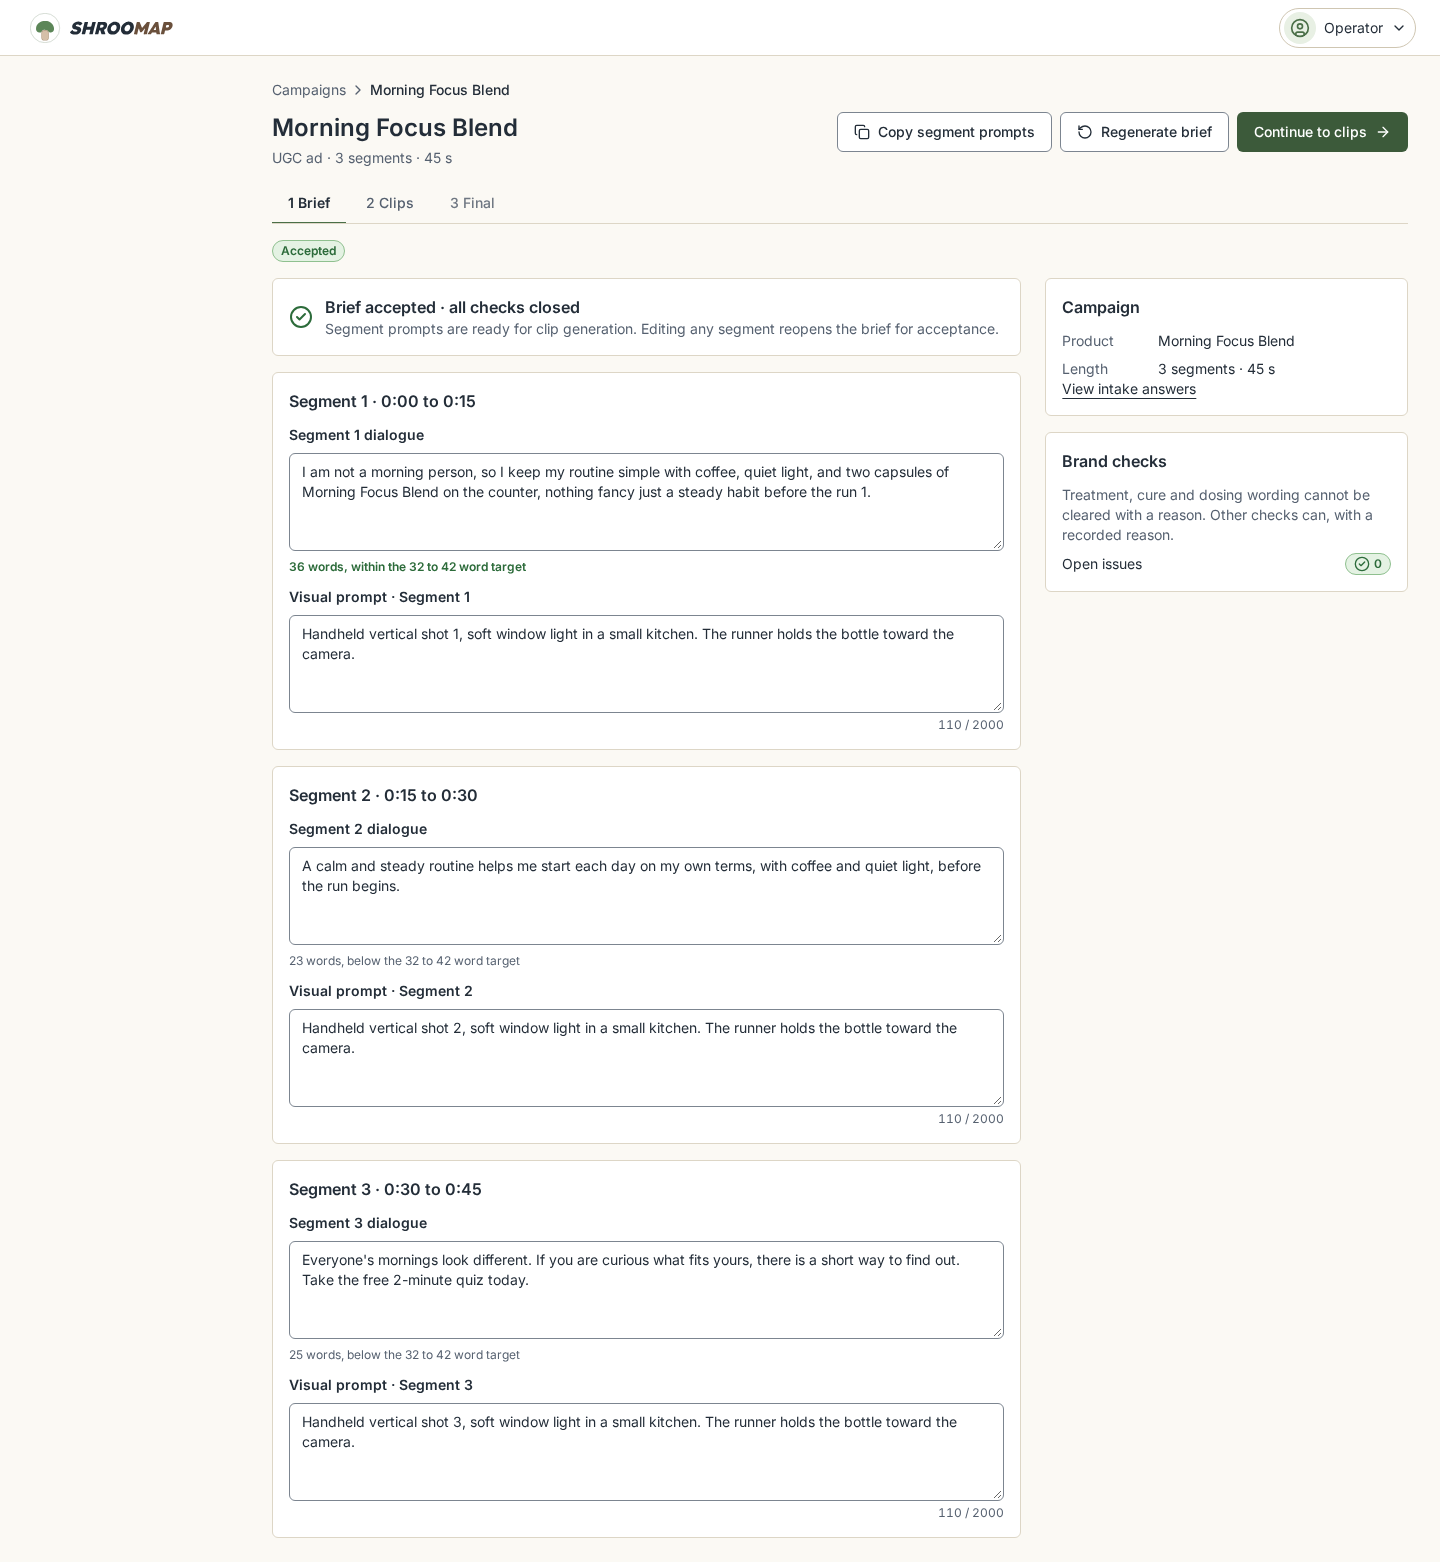 SHROOMAP
Operator
Campaigns > Morning Focus Blend
Morning Focus Blend
UGC ad · 3 segments · 45 s
Copy segment prompts
Regenerate brief
Continue to clips
1 Brief
2 Clips
3 Final
Accepted
Brief accepted · all checks closed
Segment prompts are ready for clip generation. Editing any segment reopens the brief for acceptance.
Segment 1 · 0:00 to 0:15
Segment 1 dialogue
I am not a morning person, so I keep my routine simple with coffee, quiet light, and two capsules of
Morning Focus Blend on the counter, nothing fancy just a steady habit before the run 1.
36 words, within the 32 to 42 word target
Visual prompt · Segment 1
Handheld vertical shot 1, soft window light in a small kitchen. The runner holds the bottle toward the
camera.
110 / 2000
Segment 2 · 0:15 to 0:30
Segment 2 dialogue
A calm and steady routine helps me start each day on my own terms, with coffee and quiet light, before
the run begins.
23 words, below the 32 to 42 word target
Visual prompt · Segment 2
Handheld vertical shot 2, soft window light in a small kitchen. The runner holds the bottle toward the
camera.
110 / 2000
Segment 3 · 0:30 to 0:45
Segment 3 dialogue
Everyone's mornings look different. If you are curious what fits yours, there is a short way to find out.
Take the free 2-minute quiz today.
25 words, below the 32 to 42 word target
Visual prompt · Segment 3
Handheld vertical shot 3, soft window light in a small kitchen. The runner holds the bottle toward the
camera.
110 / 2000
Campaign
Product Morning Focus Blend
Length 3 segments · 45 s
View intake answers
Brand checks
Treatment, cure and dosing wording cannot be
cleared with a reason. Other checks can, with a
recorded reason.
Open issues 0